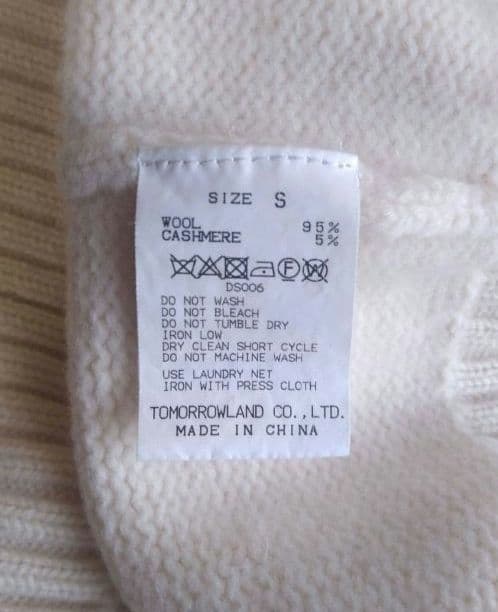 SIZE S
WOOL 95%
CASHMERE 5%
F W
DS006
DO NOT WASH
DO NOT BLEACH
DO NOT TUMBLE DRY
IRON LOW
DRY CLEAN SHORT CYCLE
DO NOT MACHINE WASH
USE LAUNDRY NET
IRON WITH PRESS CLOTH
TOMORROWLAND CO.,LTD.
MADE IN CHINA